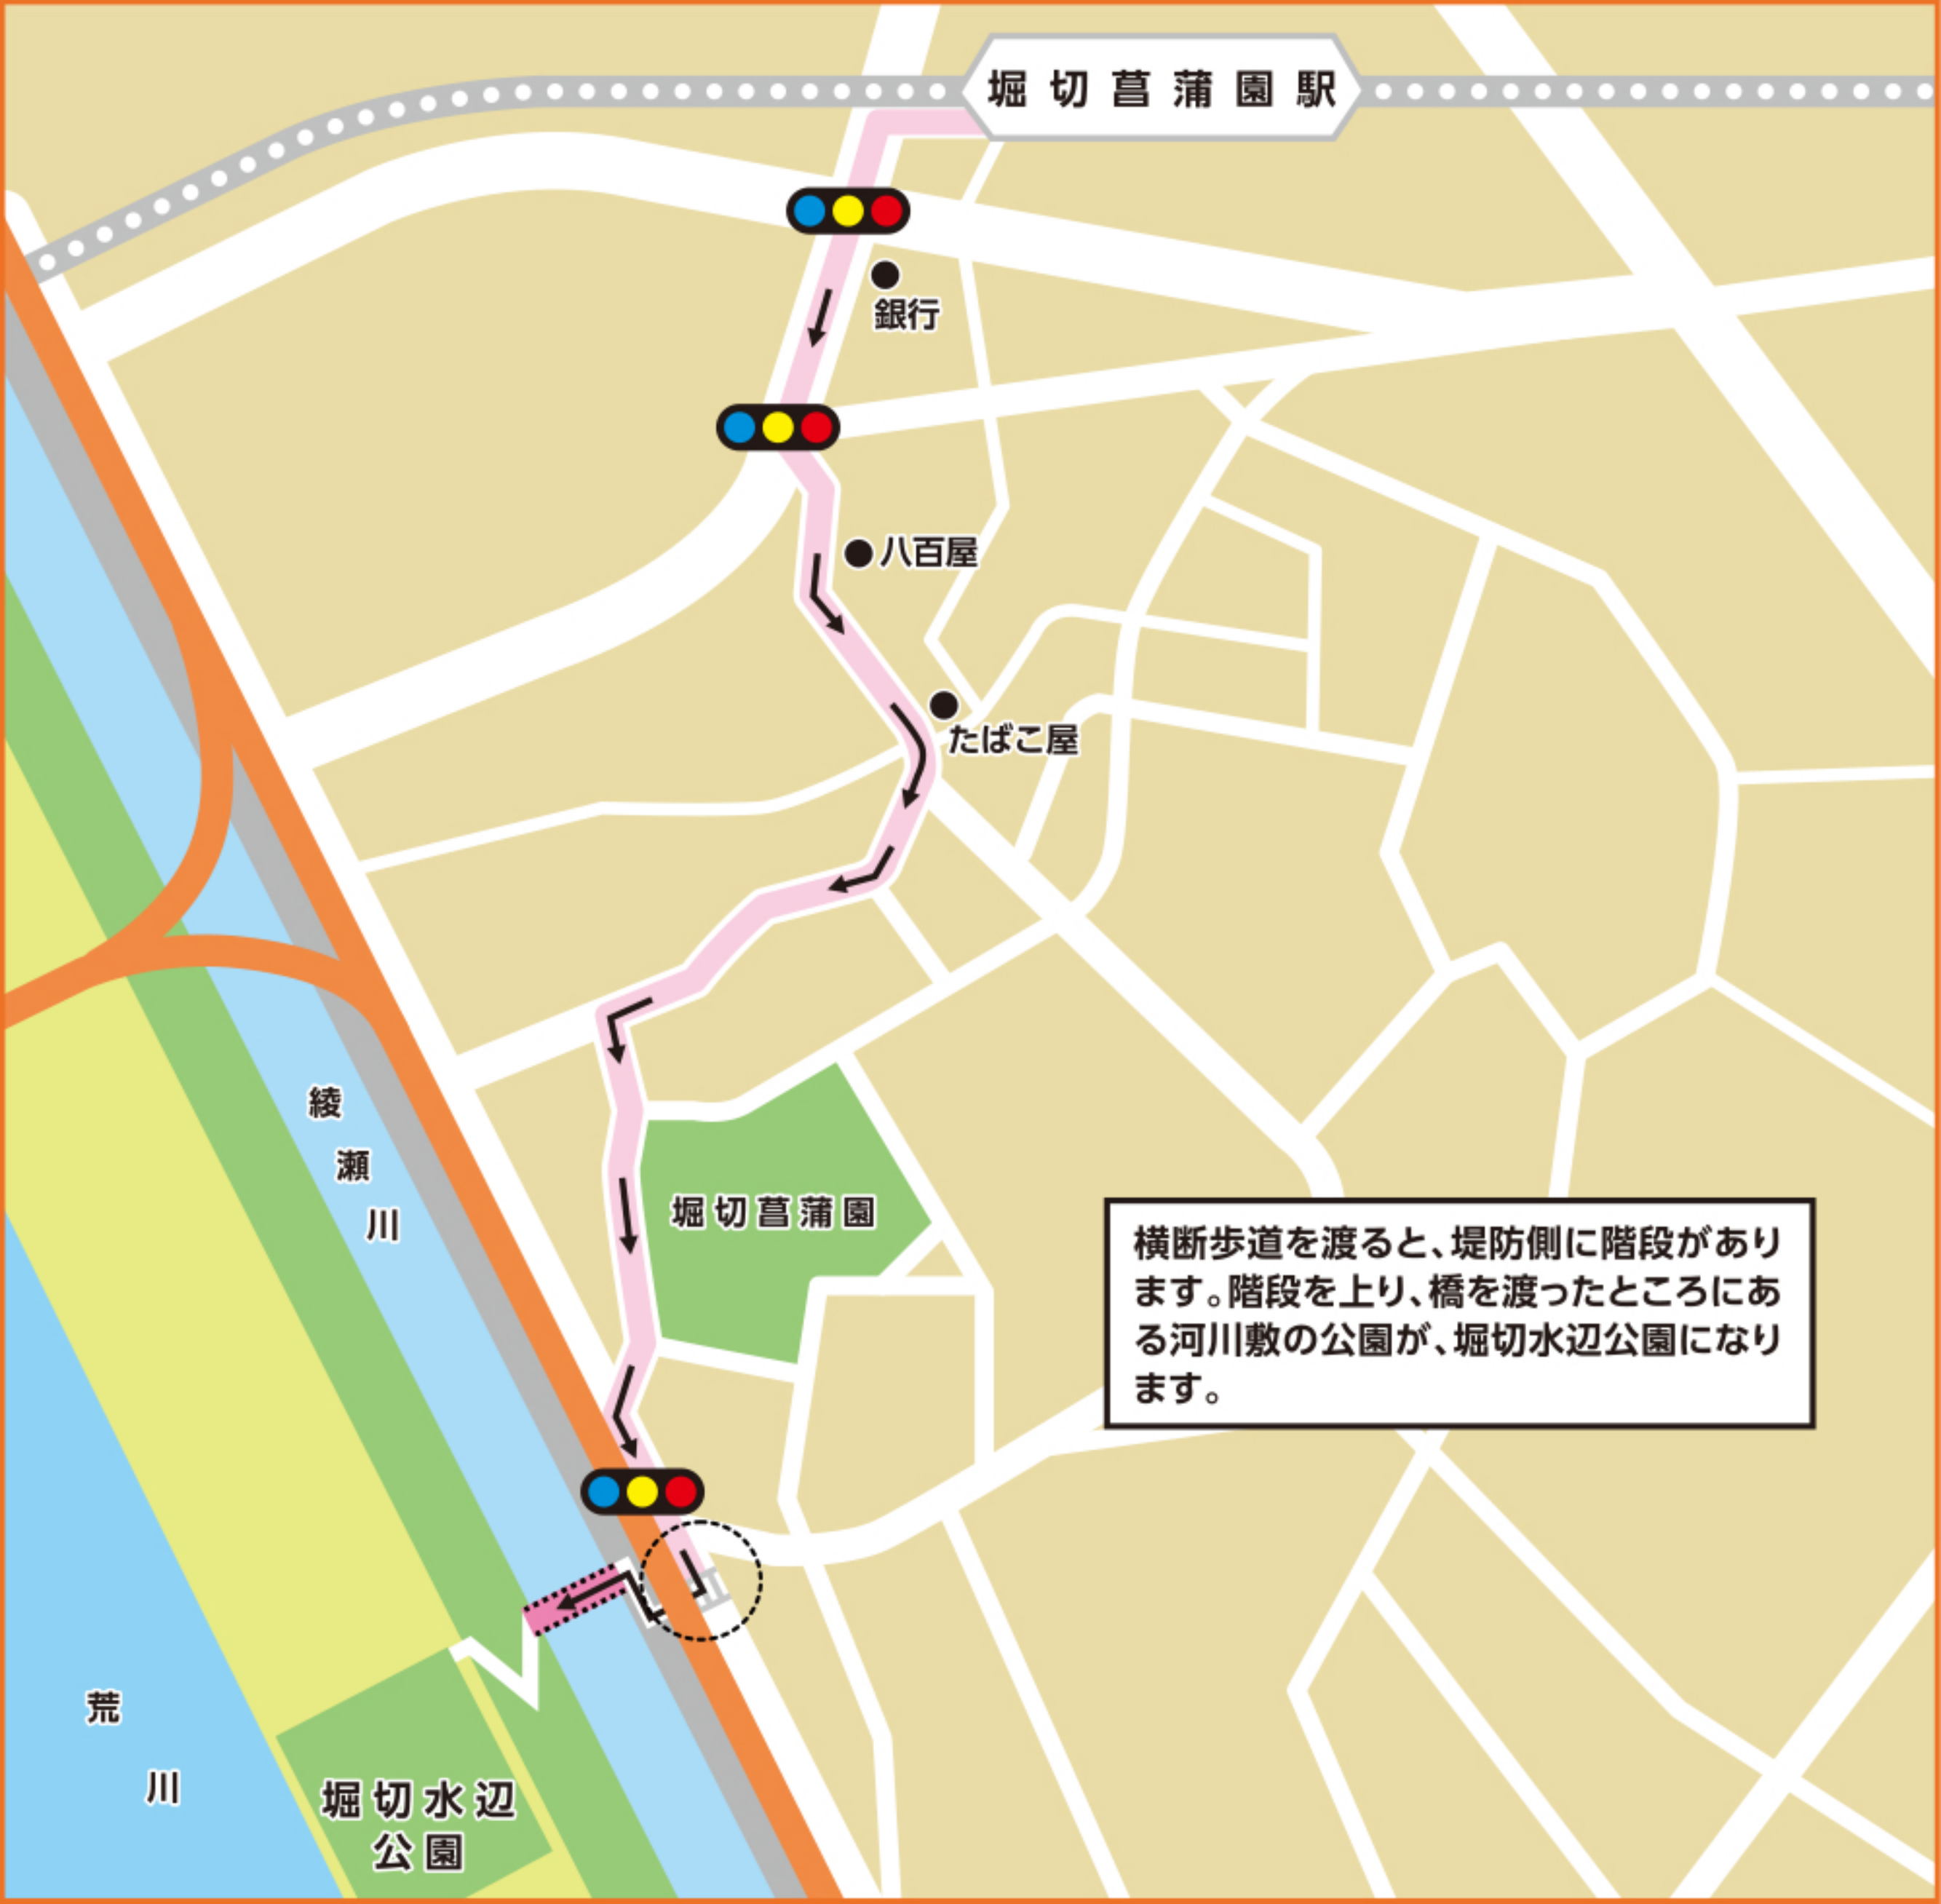 堀切菖蒲園駅
銀行
八百屋
たばこ屋
綾瀬川
堀切菖蒲園
横断歩道を渡ると、堤防側に階段があり
ます。階段を上り、橋を渡ったところにあ
る河川敷の公園が、堀切水辺公園になり
ます。
荒川
堀切水辺
公園